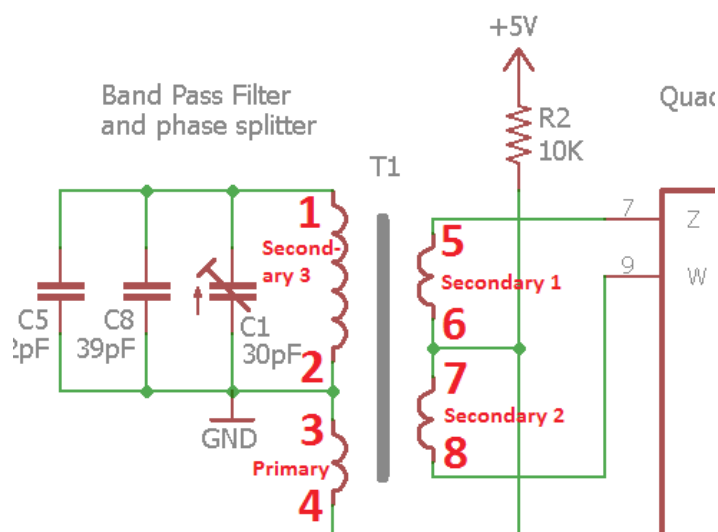 +5V
Band Pass Filter
and phase splitter
Quad
R2
10K
T1
1
Second-
ary 3
2
3
Primary
4
5
Secondary 1
6
7
Secondary 2
8
7
Z
9
W
C5
2pF
C8
39pF
C1
30pF
GND